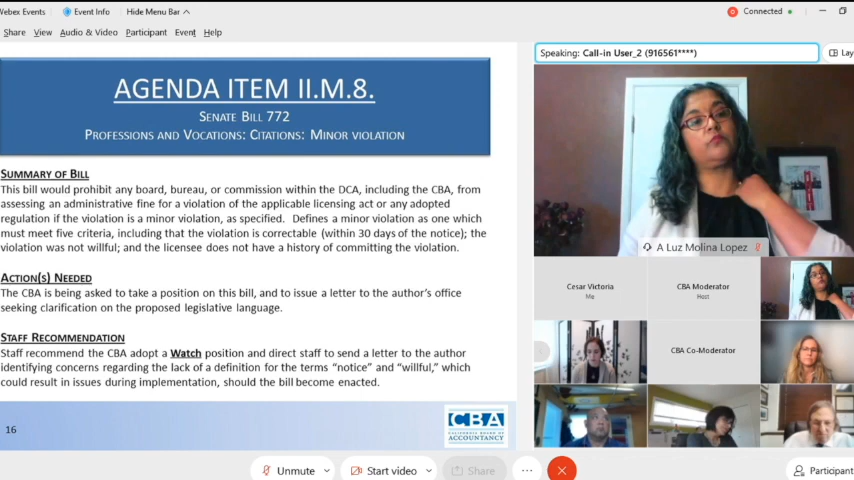 Webex Events
Event Info
Hide Menu Bar
Connected
Share View Audio & Video Participant Event Help
Speaking: Call-in User_2 (916561****)
Lay
AGENDA ITEM II.M.8.
SENATE BILL 772
PROFESSIONS AND VOCATIONS: CITATIONS: MINOR VIOLATION
SUMMARY OF BILL
This bill would prohibit any board, bureau, or commission within the DCA, including the CBA, from
assessing an administrative fine for a violation of the applicable licensing act or any adopted
regulation if the violation is a minor violation, as specified. Defines a minor violation as one which
must meet five criteria, including that the violation is correctable (within 30 days of the notice); the
violation was not willful; and the licensee does not have a history of committing the violation.
ACTION(S) NEEDED
The CBA is being asked to take a position on this bill, and to issue a letter to the author's office
seeking clarification on the proposed legislative language.
STAFF RECOMMENDATION
Staff recommend the CBA adopt a Watch position and direct staff to send a letter to the author
identifying concerns regarding the lack of a definition for the terms "notice" and "willful," which
could result in issues during implementation, should the bill become enacted.
16
CBA
CALIFORNIA BOARD OF
ACCOUNTANCY
A Luz Molina Lopez
Cesar Victoria
Me
CBA Moderator
Host
CBA Co-Moderator
Unmute
Start video
Share
Participant